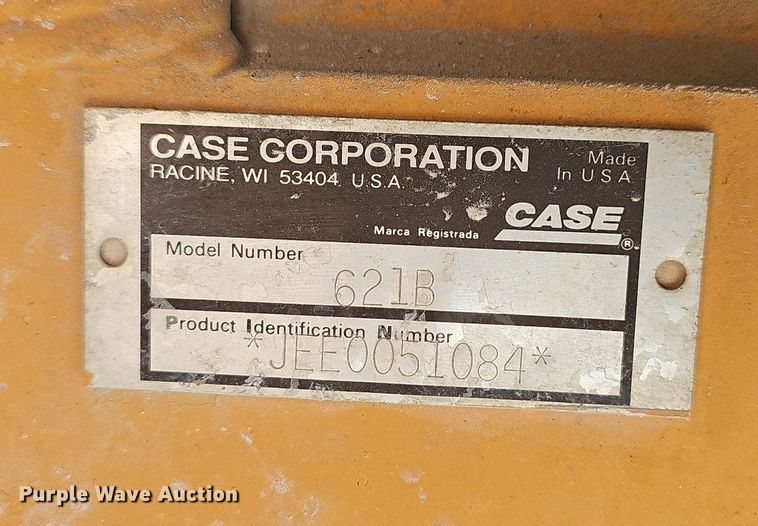 CASE CORPORATION
Made
In U S A
RACINE, WI 53404 U.S.A.
Marca Registrada
CASE
®
Model Number
621B
Product Identification Number
*JEE0051084*
Purple Wave Auction